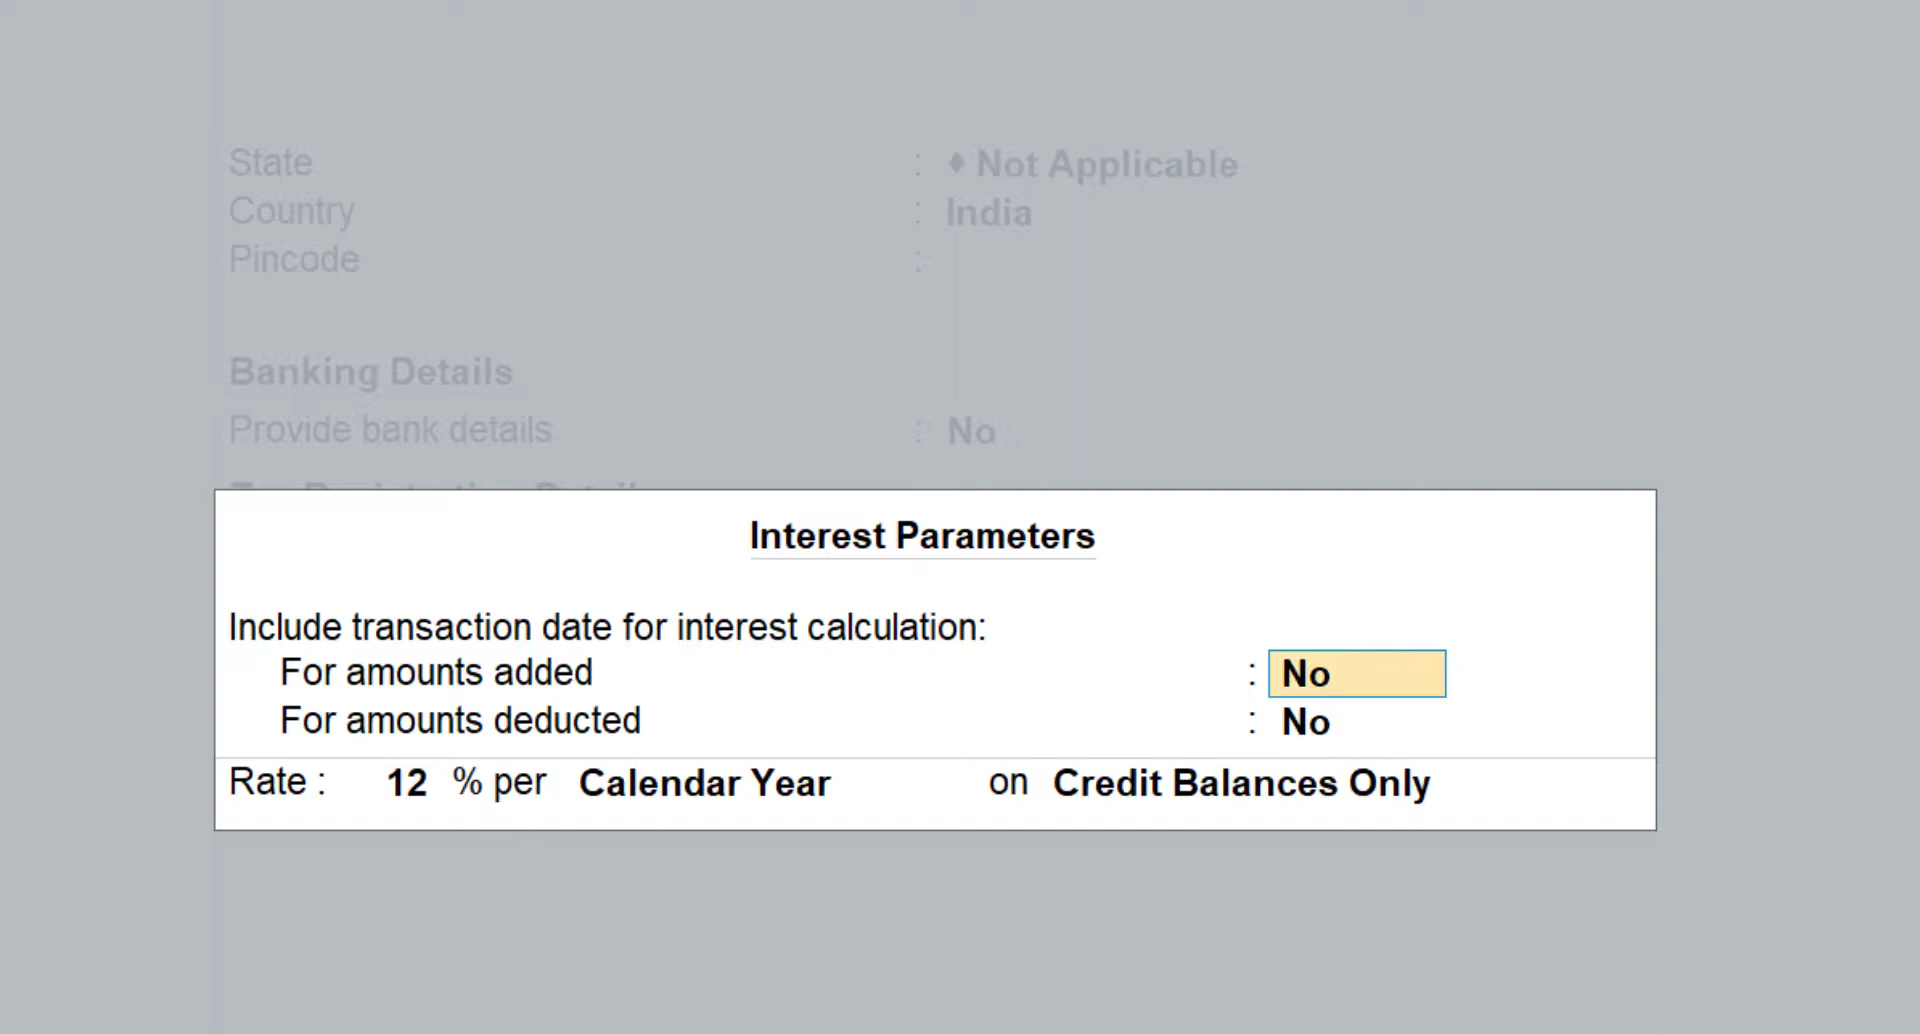 State : ♦ Not Applicable
Country : India
Pincode :
Banking Details
Provide bank details : No
Interest Parameters
Include transaction date for interest calculation:
For amounts added : No
For amounts deducted : No
Rate : 12 % per Calendar Year on Credit Balances Only